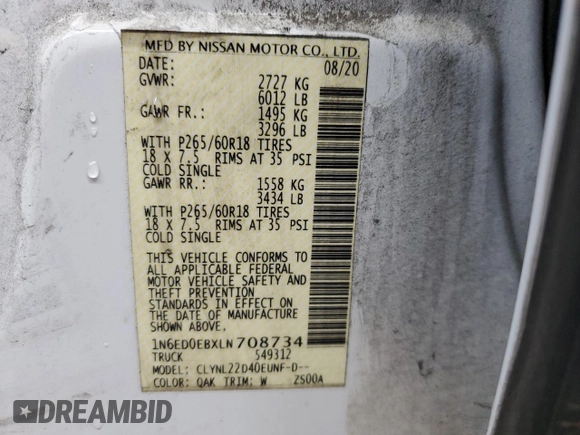 MFD BY NISSAN MOTOR CO., LTD.
DATE: 08/20
GVWR: 2727 KG
6012 LB
GAWR FR.: 1495 KG
3296 LB
WITH P265/60R18 TIRES
18 X 7.5 RIMS AT 35 PSI
COLD SINGLE
GAWR RR.: 1558 KG
3434 LB
WITH P265/60R18 TIRES
18 X 7.5 RIMS AT 35 PSI
COLD SINGLE
THIS VEHICLE CONFORMS TO
ALL APPLICABLE FEDERAL
MOTOR VEHICLE SAFETY AND
THEFT PREVENTION
STANDARDS IN EFFECT ON
THE DATE OF MANUFACTURE
SHOWN ABOVE.
1N6ED0EBXLN708734
TRUCK 549312
MODEL: CLYNL22D40EUNF-D--
COLOR: QAK TRIM: W 2S00A
DREAMBID